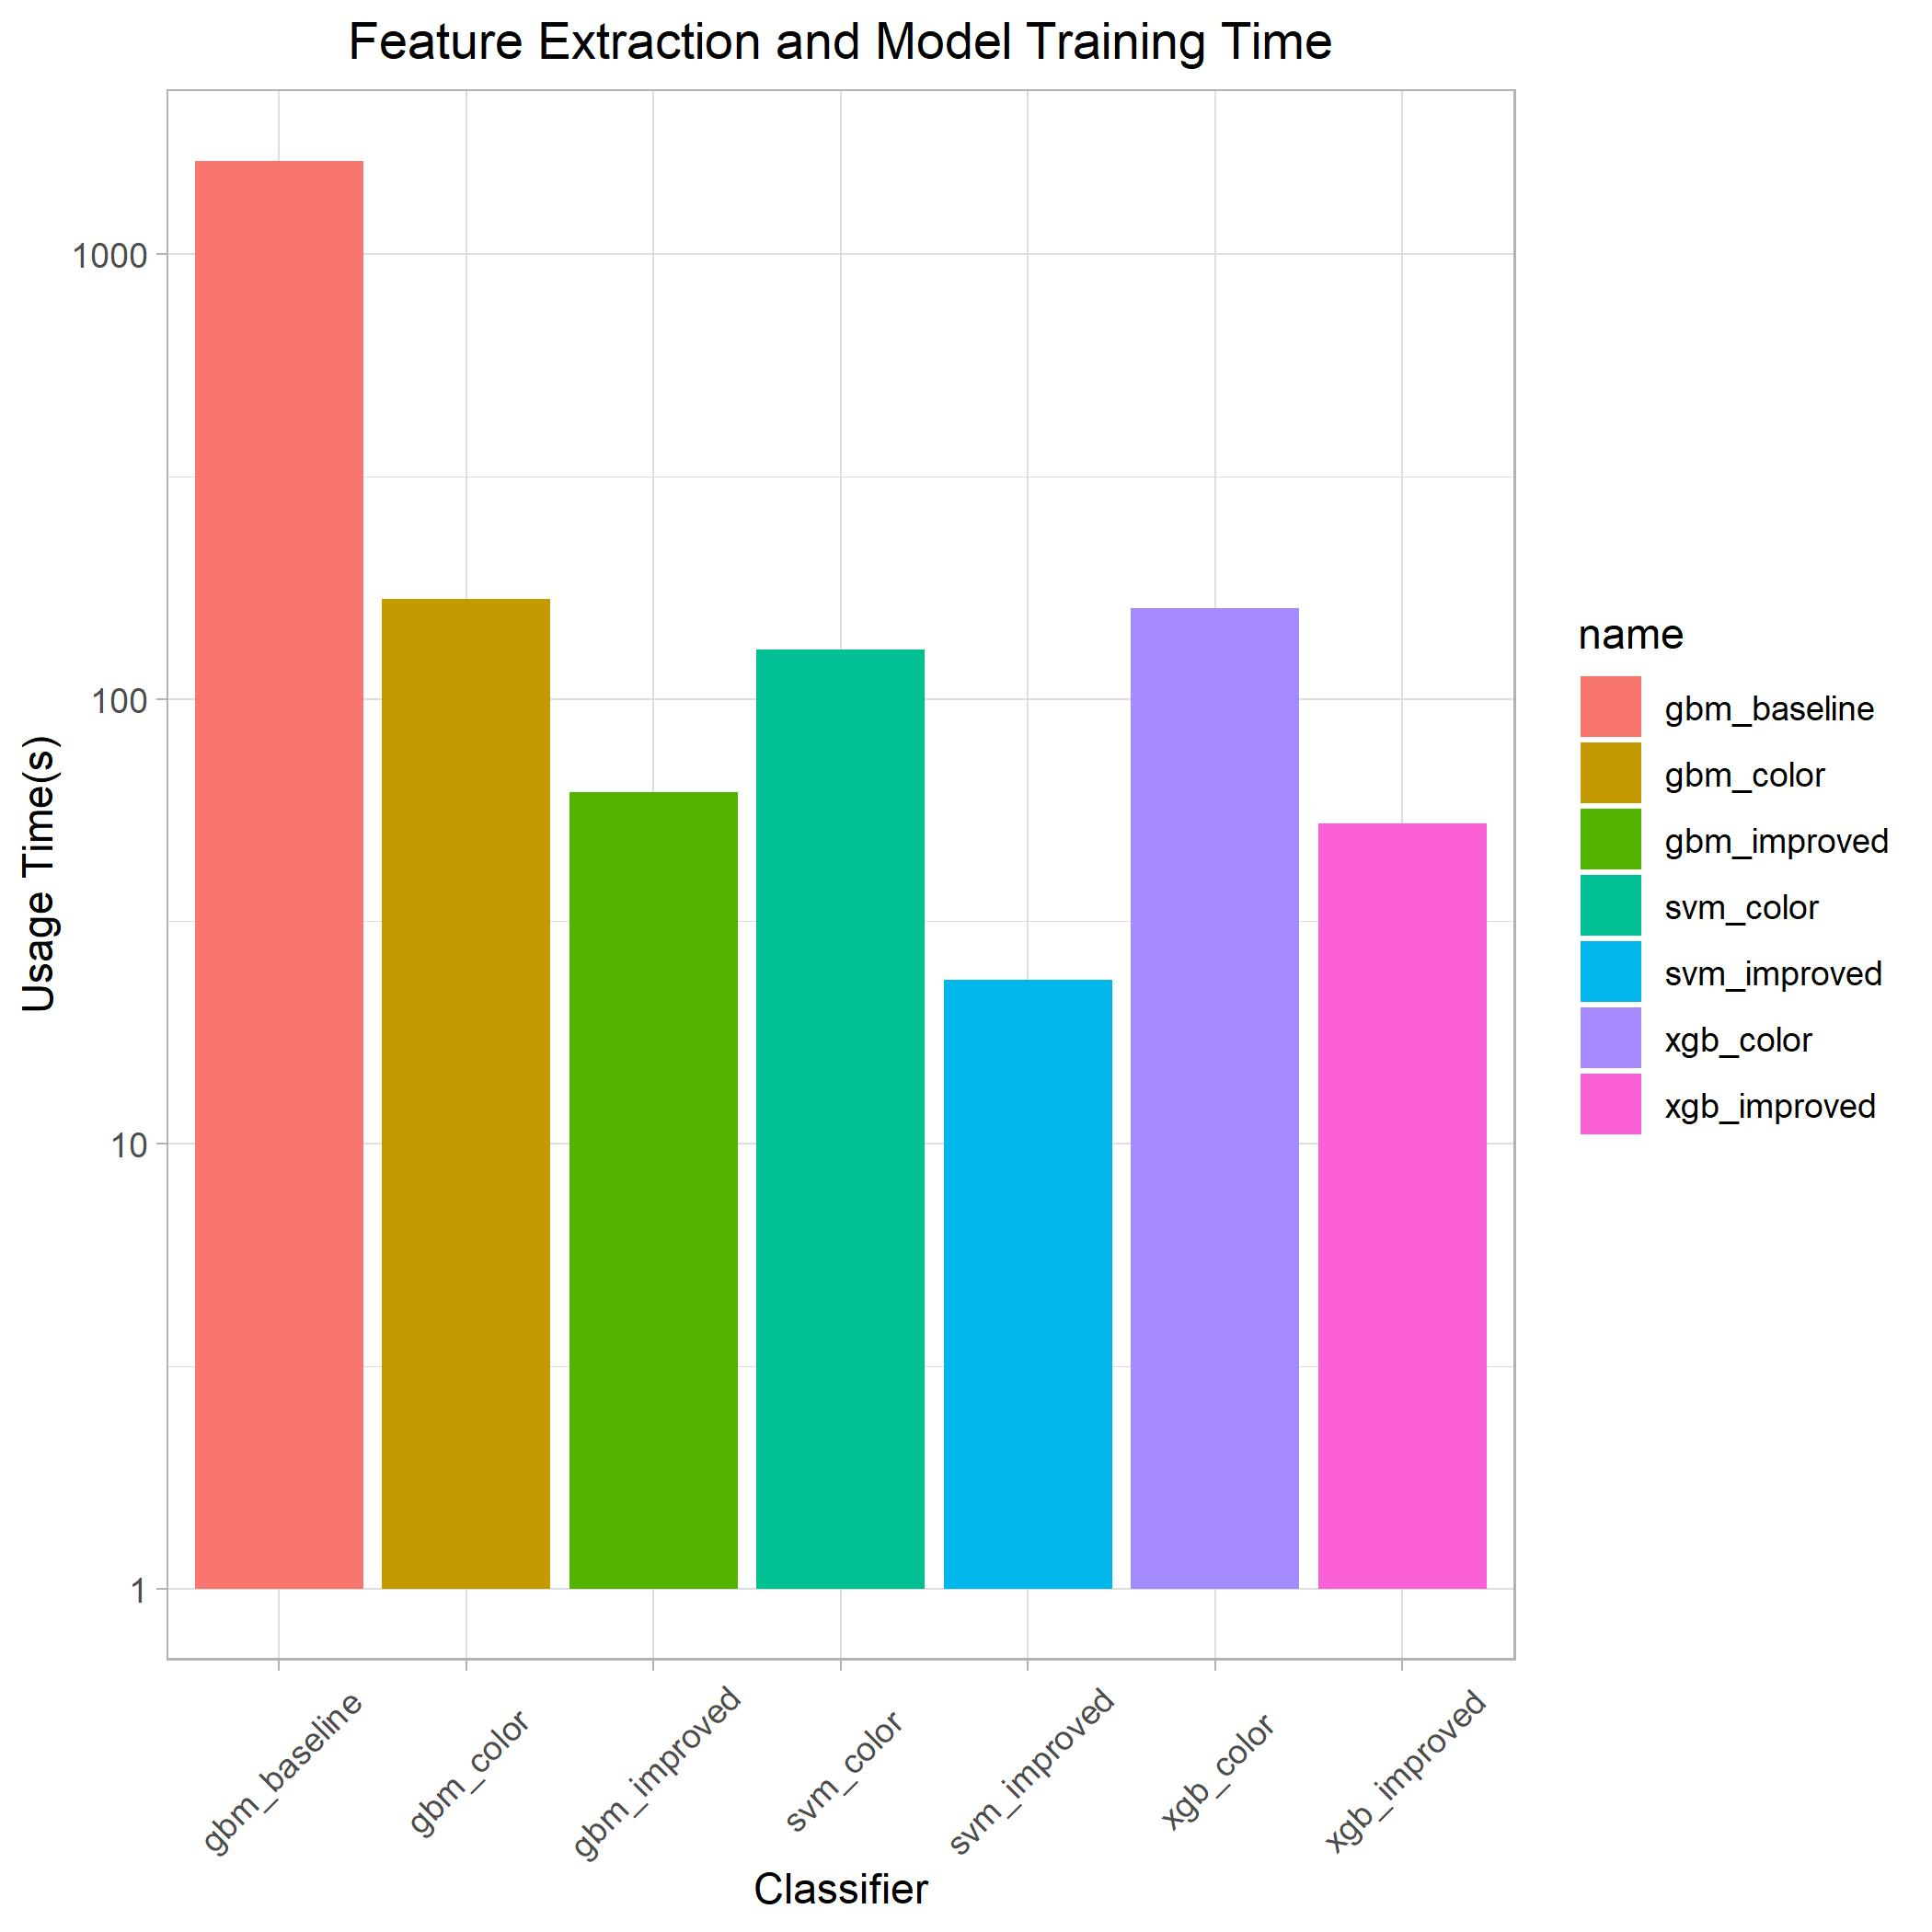 Feature Extraction and Model Training Time
Usage Time(s)
1000
100
10
1
gbm_baseline
gbm_color
gbm_improved
svm_color
svm_improved
xgb_color
xgb_improved
Classifier
name
gbm_baseline
gbm_color
gbm_improved
svm_color
svm_improved
xgb_color
xgb_improved